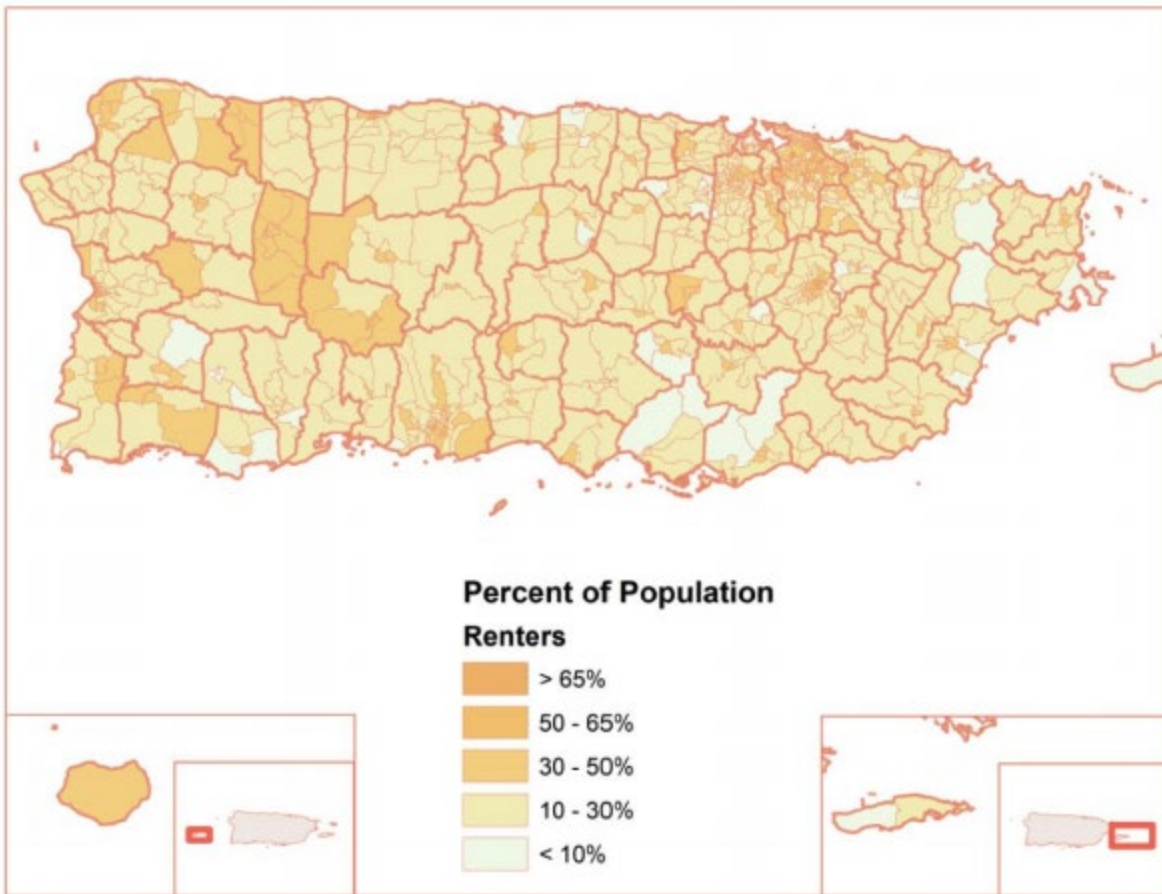 Percent of Population
Renters
> 65%
50 - 65%
30 - 50%
10 - 30%
< 10%